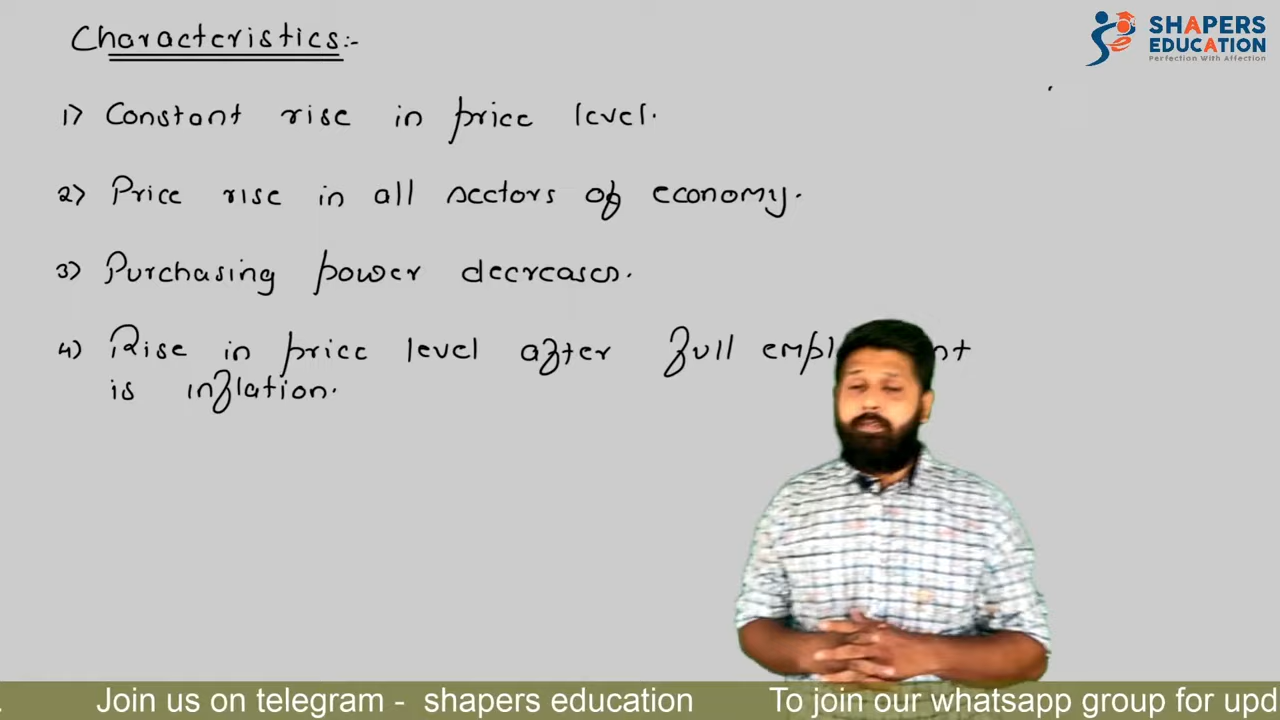 Characteristics:-
SHAPERS
EDUCATION
Perfection With Affection
1) Constant rise in price level.
2) Price rise in all sectors of economy.
3) Purchasing power decreases.
4) Rise in price level after full
is inflation.
Join us on telegram - shapers education To join our whatsapp group for upd